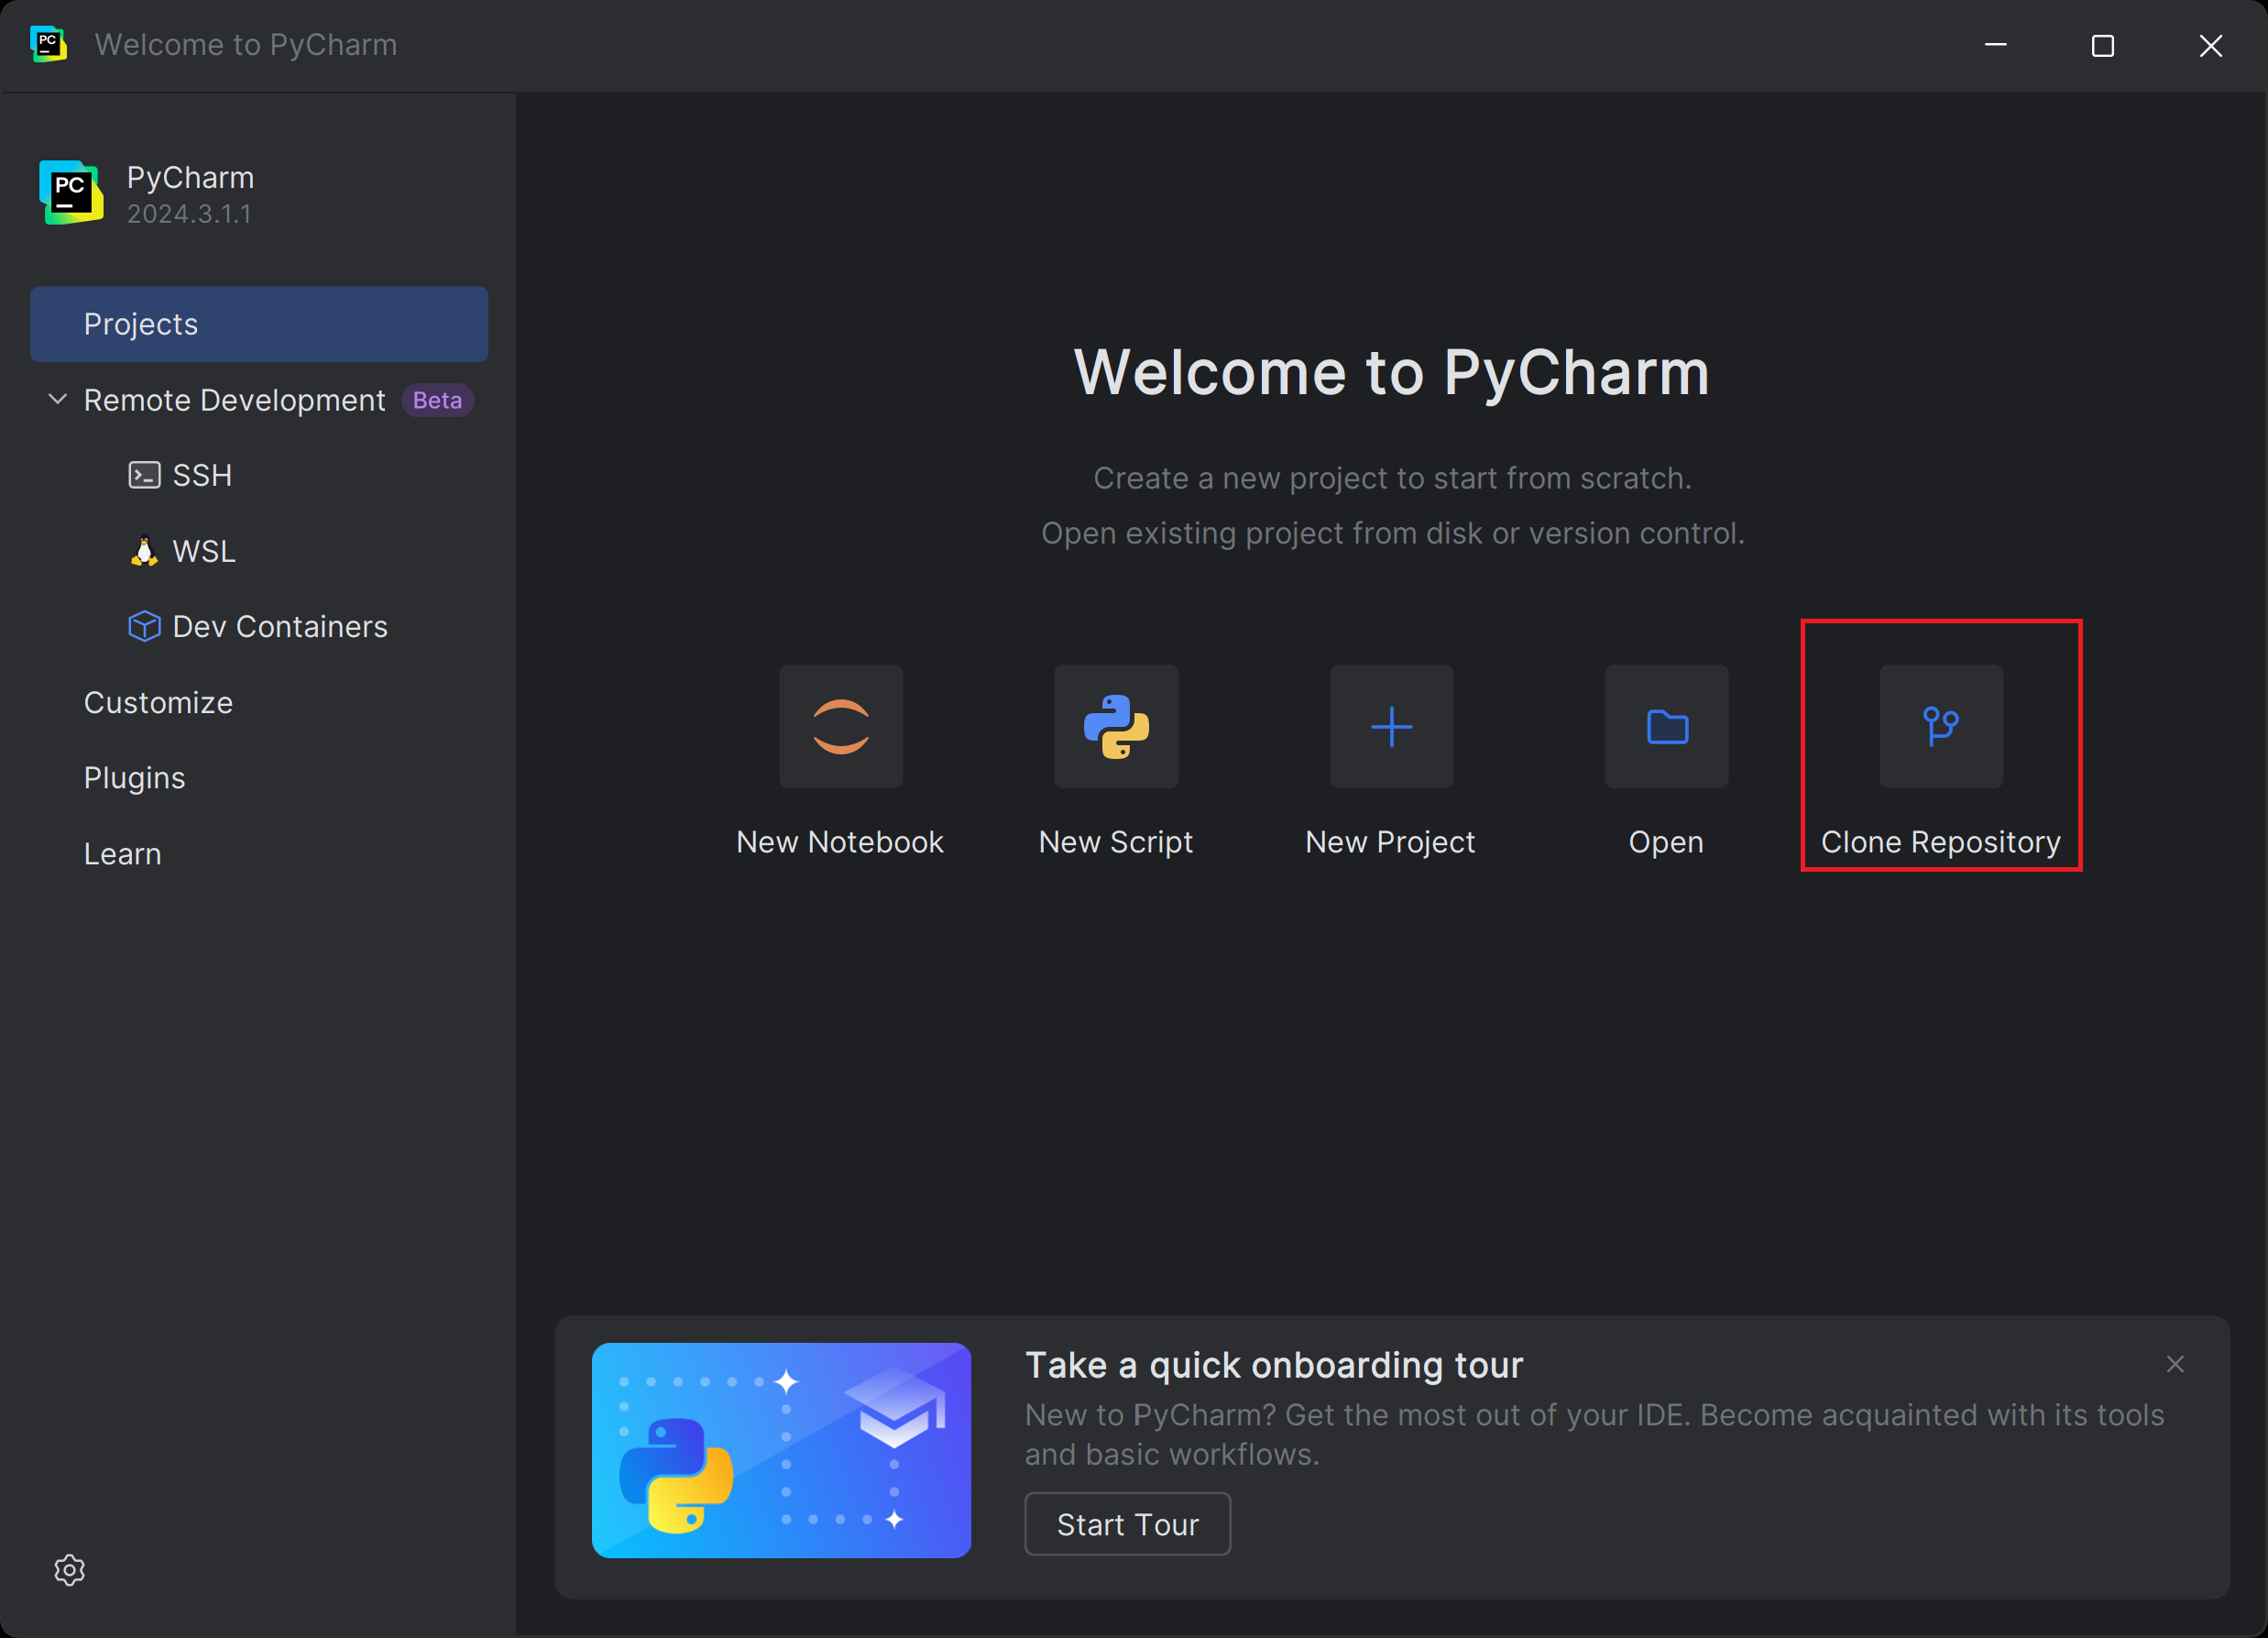 PC
Welcome to PyCharm
PC
PyCharm
2024.3.1.1
Projects
Remote Development Beta
SSH
WSL
Dev Containers
Customize
Plugins
Learn
Welcome to PyCharm
Create a new project to start from scratch.
Open existing project from disk or version control.
New Notebook
New Script
New Project
Open
Clone Repository
Take a quick onboarding tour
New to PyCharm? Get the most out of your IDE. Become acquainted with its tools
and basic workflows.
Start Tour